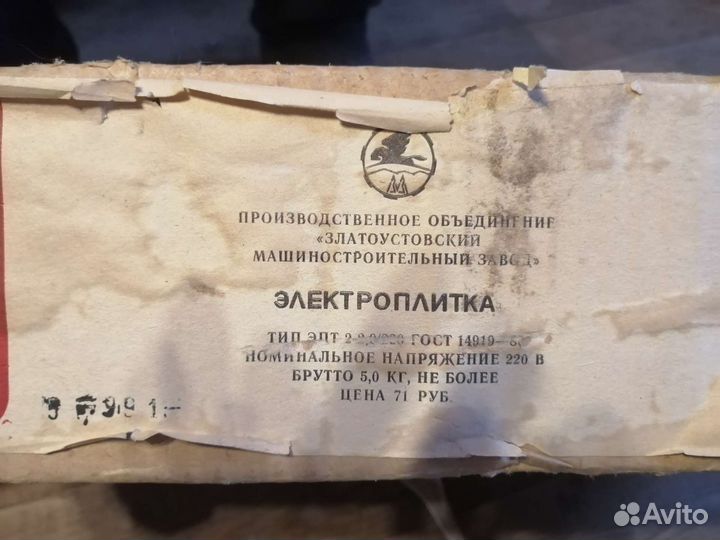 ПРОИЗВОДСТВЕННОЕ ОБЪЕДИНЕНИЕ
«ЗЛАТОУСТОВСКИЙ
МАШИНОСТРОИТЕЛЬНЫЙ ЗАВОД»
ЭЛЕКТРОПЛИТКА
ТИП ЭПТ ГОСТ
НОМИНАЛЬНОЕ НАПРЯЖЕНИЕ 220 В
БРУТТО 5,0 КГ, НЕ БОЛЕЕ
ЦЕНА 71 РУБ.
Avito